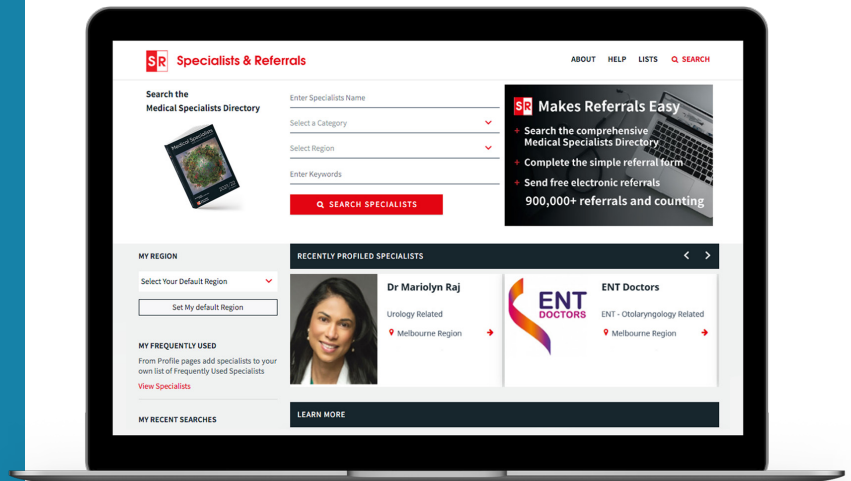 SR Specialists & Referrals
ABOUT HELP LISTS SEARCH
Search the
Medical Specialists Directory
Medical Specialists
Enter Specialists Name
Select a Category
Select Region
Enter Keywords
SEARCH SPECIALISTS
SR Makes Referrals Easy
+ Search the comprehensive
Medical Specialists Directory
+ Complete the simple referral form
+ Send free electronic referrals
900,000+ referrals and counting
MY REGION
Select Your Default Region
Set My default Region
MY FREQUENTLY USED
From Profile pages add specialists to your
own list of Frequently Used Specialists
View Specialists
MY RECENT SEARCHES
RECENTLY PROFILED SPECIALISTS
Dr Mariolyn Raj
Urology Related
Melbourne Region
ENT
DOCTORS
ENT Doctors
ENT - Otolaryngology Related
Melbourne Region
LEARN MORE